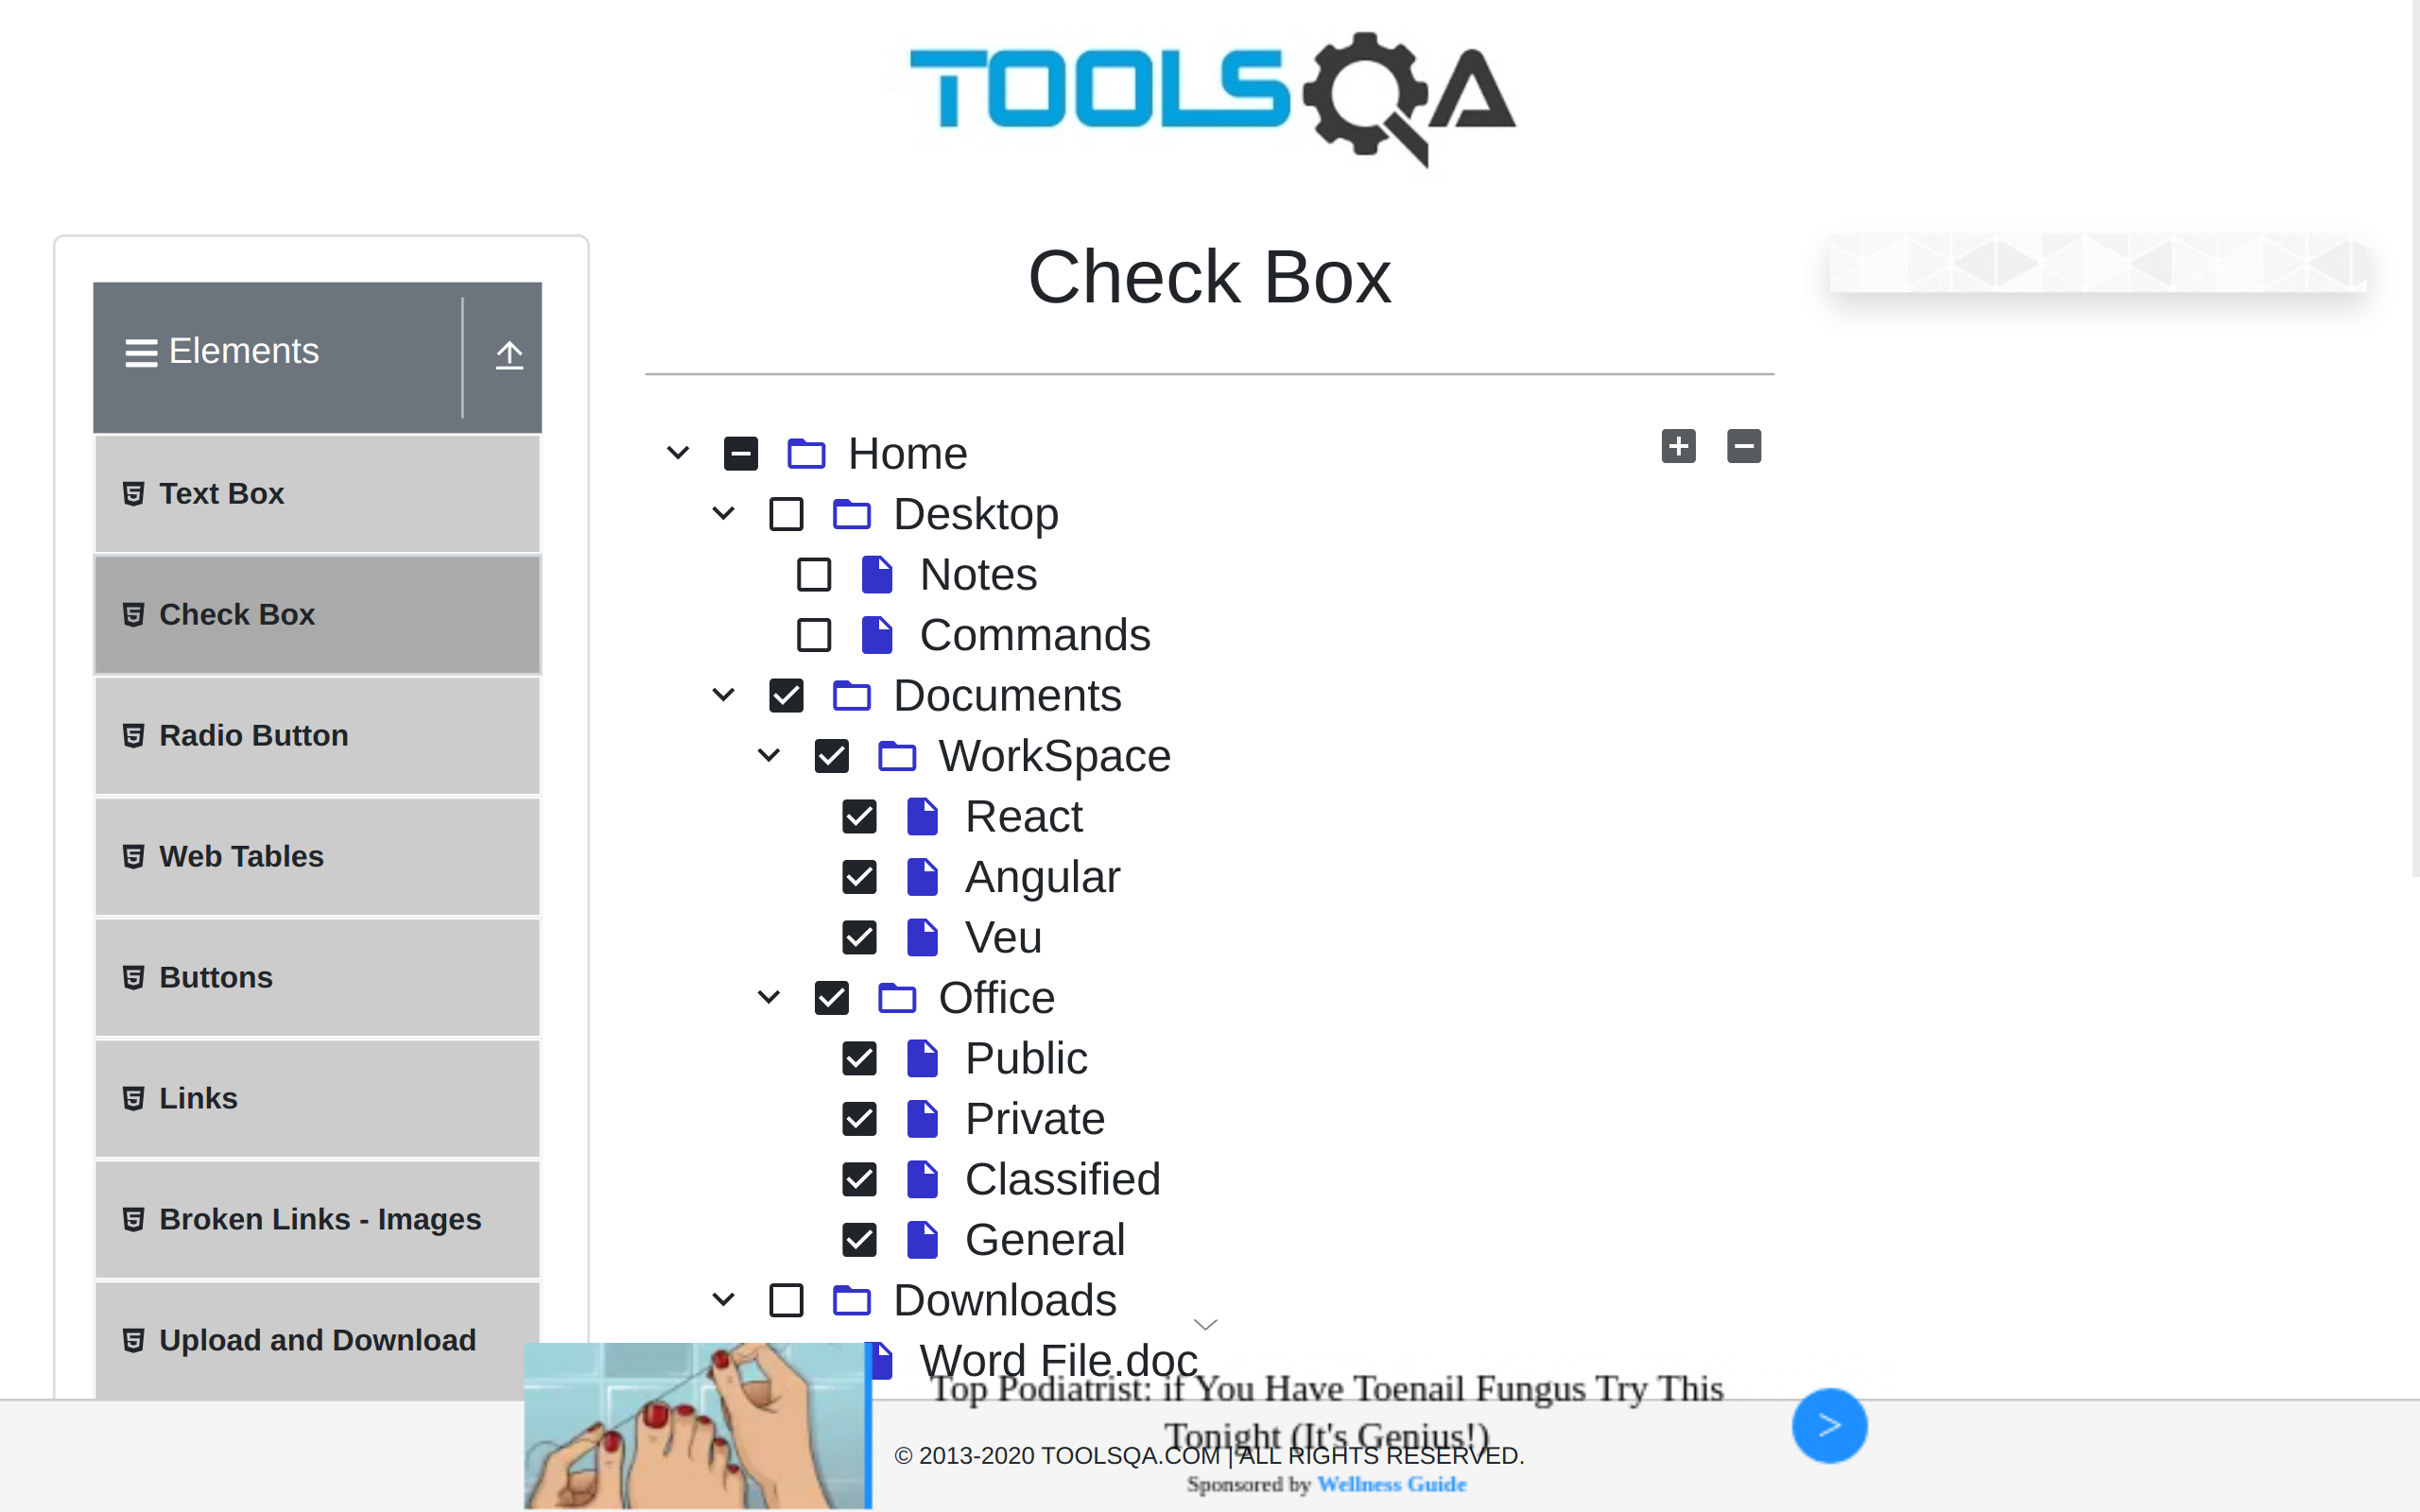 TOOLSQA
Check Box
Elements
Text Box
Check Box
Radio Button
Web Tables
Buttons
Links
Broken Links - Images
Upload and Download
Home
Desktop
Notes
Commands
Documents
WorkSpace
React
Angular
Veu
Office
Public
Private
Classified
General
Downloads
Word File.doc
Top Podiatrist: if You Have Toenail Fungus Try This
Tonight (It's Genius!)
© 2013-2020 TOOLSQA.COM | ALL RIGHTS RESERVED.
Sponsored by Wellness Guide